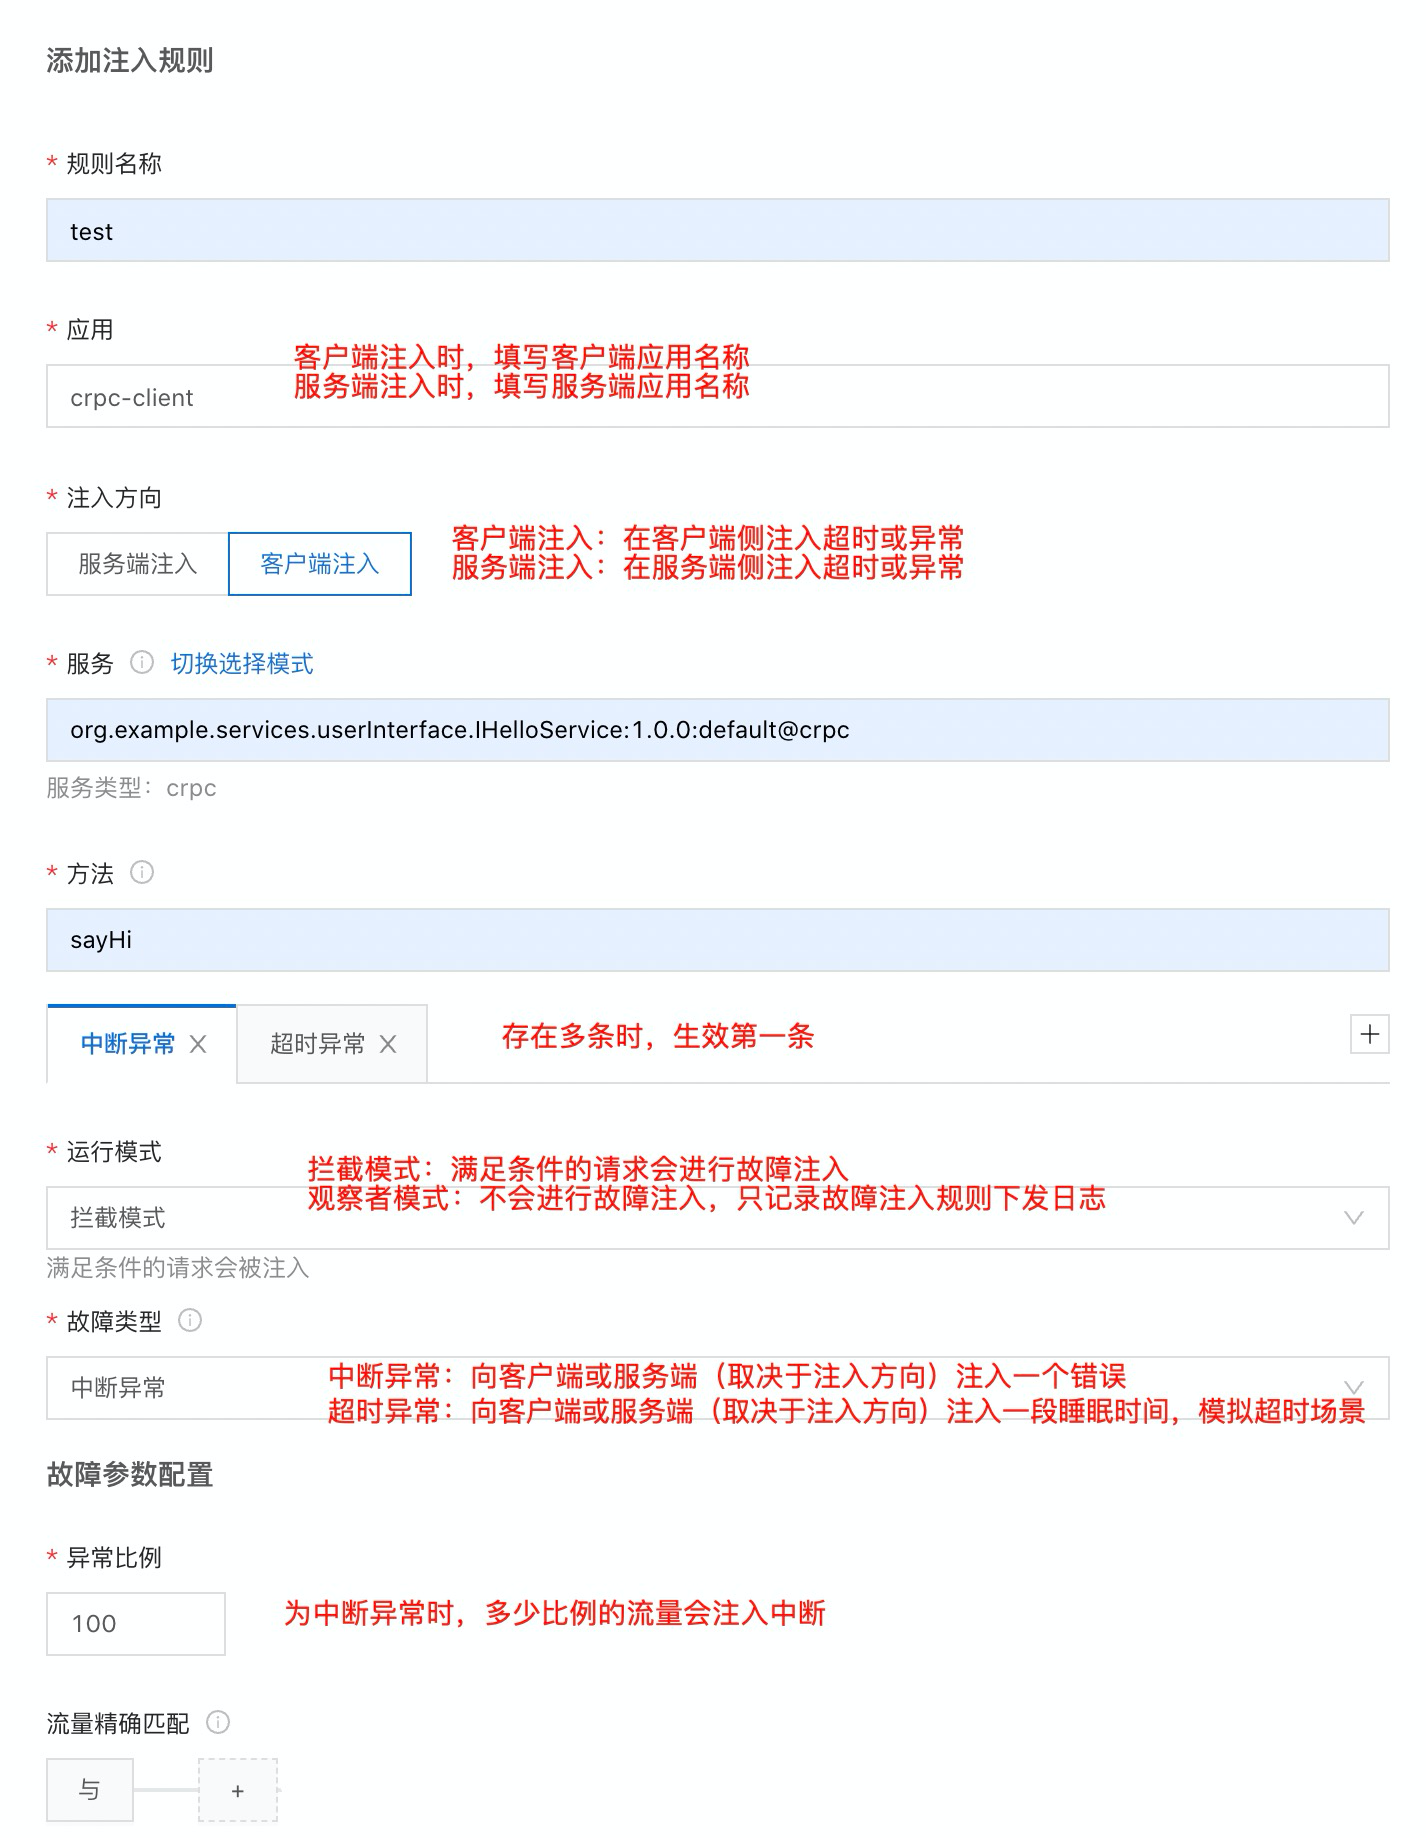 添加注入规则
* 规则名称
test
* 应用
客户端注入时，填写客户端应用名称
服务端注入时，填写服务端应用名称
crpc-client
* 注入方向
服务端注入 客户端注入
客户端注入：在客户端侧注入超时或异常
服务端注入：在服务端侧注入超时或异常
* 服务 切换选择模式
org.example.services.userInterface.IHelloService:1.0.0:default@crpc
服务类型：crpc
* 方法
sayHi
中断异常 X 超时异常 X 存在多条时，生效第一条 +
* 运行模式
拦截模式：满足条件的请求会进行故障注入
观察者模式：不会进行故障注入，只记录故障注入规则下发日志
拦截模式
满足条件的请求会被注入
* 故障类型
中断异常：向客户端或服务端（取决于注入方向）注入一个错误
中断异常
超时异常：向客户端或服务端（取决于注入方向）注入一段睡眠时间，模拟超时场景
故障参数配置
* 异常比例
100 为中断异常时，多少比例的流量会注入中断
流量精确匹配
与 +